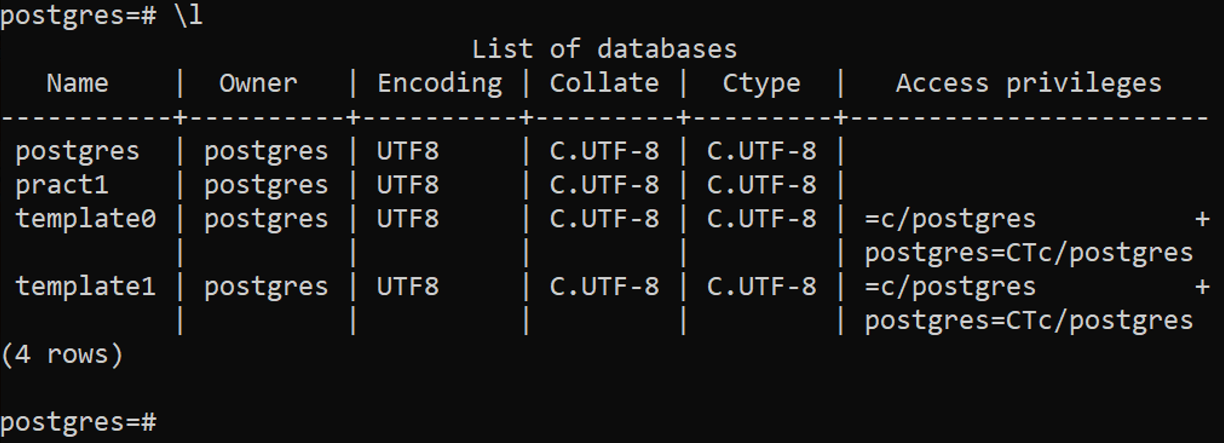 postgres=# \l
                              List of databases
   Name    |  Owner   | Encoding | Collate |  Ctype  |   Access privileges
-----------+----------+----------+---------+---------+-----------------------
 postgres  | postgres | UTF8     | C.UTF-8 | C.UTF-8 |
 pract1    | postgres | UTF8     | C.UTF-8 | C.UTF-8 |
 template0 | postgres | UTF8     | C.UTF-8 | C.UTF-8 | =c/postgres          +
           |          |          |         |         | postgres=CTc/postgres
 template1 | postgres | UTF8     | C.UTF-8 | C.UTF-8 | =c/postgres          +
           |          |          |         |         | postgres=CTc/postgres
(4 rows)

postgres=#